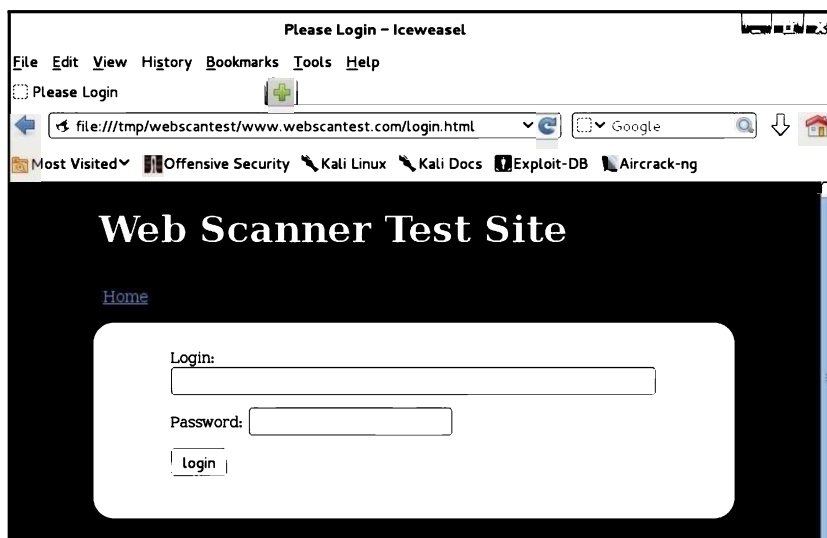 Please Login – Iceweasel
File Edit View History Bookmarks Tools Help
Please Login
file:///tmp/webscantest/www.webscantest.com/login.html Google
Most Visited Offensive Security Kali Linux Kali Docs Exploit-DB Aircrack-ng
Web Scanner Test Site
Home
Login:
Password:
login